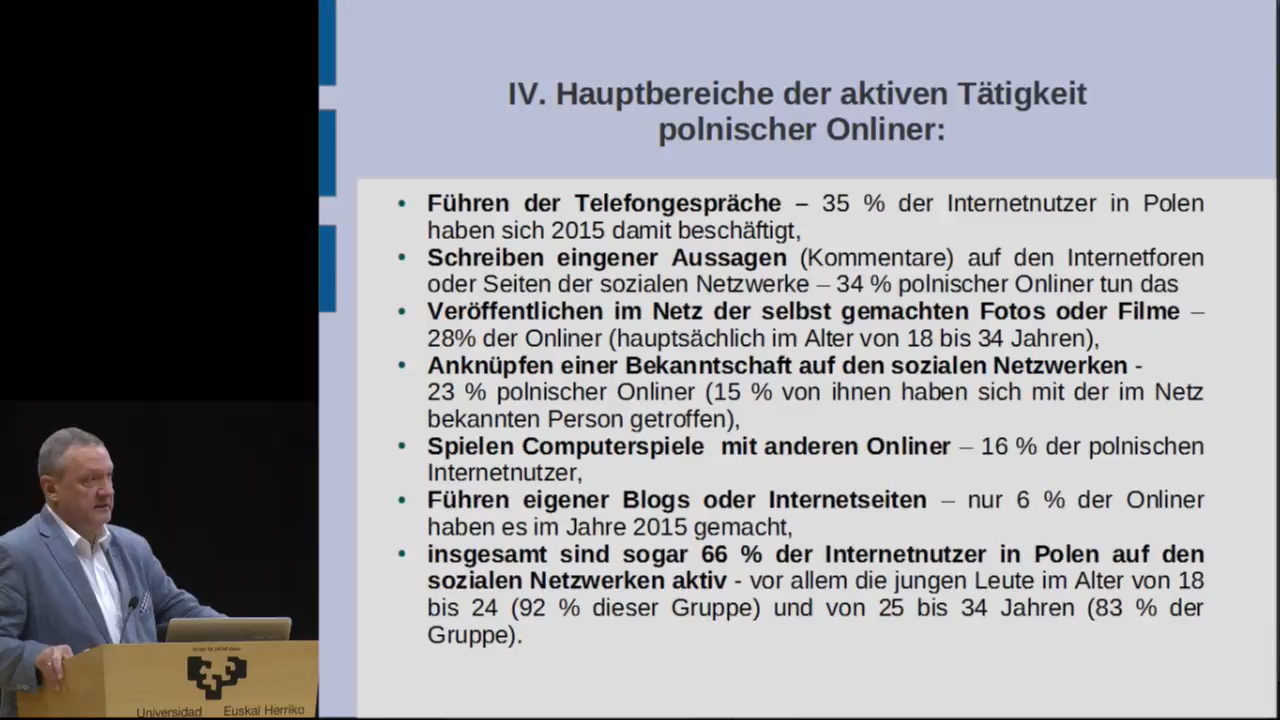 IV. Hauptbereiche der aktiven Tätigkeit
polnischer Onliner:
• Führen der Telefongespräche – 35 % der Internetnutzer in Polen
haben sich 2015 damit beschäftigt,
• Schreiben eingener Aussagen (Kommentare) auf den Internetforen
oder Seiten der sozialen Netzwerke – 34 % polnischer Onliner tun das
• Veröffentlichen im Netz der selbst gemachten Fotos oder Filme –
28% der Onliner (hauptsächlich im Alter von 18 bis 34 Jahren),
• Anknüpfen einer Bekanntschaft auf den sozialen Netzwerken -
23 % polnischer Onliner (15 % von ihnen haben sich mit der im Netz
bekannten Person getroffen),
• Spielen Computerspiele mit anderen Onliner – 16 % der polnischen
Internetnutzer,
• Führen eigener Blogs oder Internetseiten – nur 6 % der Onliner
haben es im Jahre 2015 gemacht,
• insgesamt sind sogar 66 % der Internetnutzer in Polen auf den
sozialen Netzwerken aktiv - vor allem die jungen Leute im Alter von 18
bis 24 (92 % dieser Gruppe) und von 25 bis 34 Jahren (83 % der
Gruppe).
Universidad Euskal Herriko